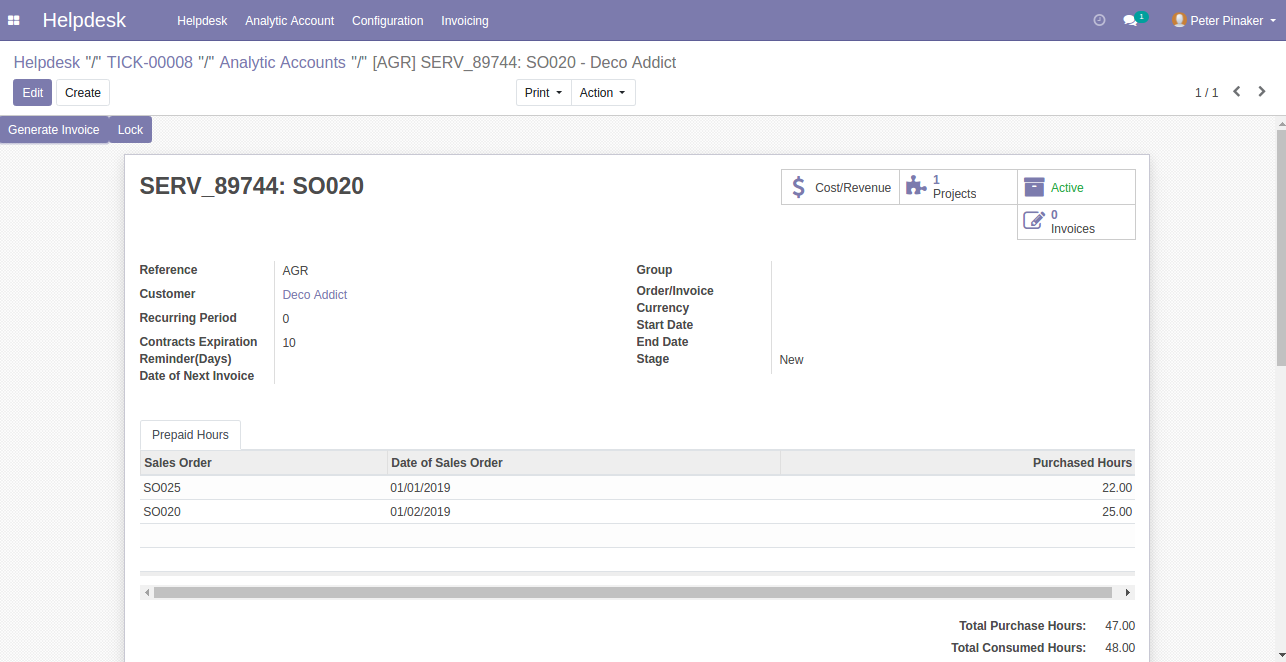 Helpdesk Helpdesk Analytic Account Configuration Invoicing 1 Peter Pinaker
Helpdesk "/" TICK-00008 "/" Analytic Accounts "/" [AGR] SERV_89744: SO020 - Deco Addict
Edit Create Print Action 1 / 1
Generate Invoice Lock
SERV_89744: SO020
Cost/Revenue
1
Projects
Active
0
Invoices
Reference AGR
Customer Deco Addict
Recurring Period 0
Contracts Expiration 10
Reminder(Days)
Date of Next Invoice
Group
Order/Invoice
Currency
Start Date
End Date
Stage New
Prepaid Hours
Sales Order Date of Sales Order Purchased Hours
SO025 01/01/2019 22.00
SO020 01/02/2019 25.00
Total Purchase Hours: 47.00
Total Consumed Hours: 48.00